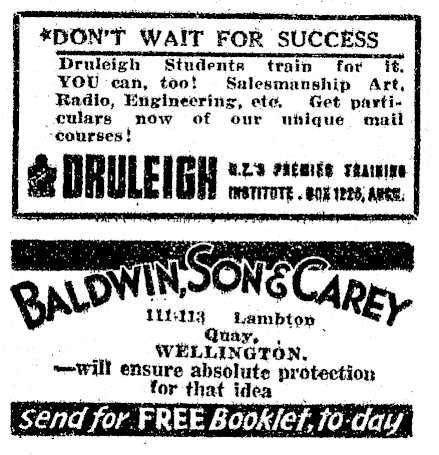 *DON'T WAIT FOR SUCCESS
Druleigh Students train for it.
YOU can, too! Salesmanship Art,
Radio, Engineering, etc. Get parti-
culars now of our unique mail
courses!
DRULEIGH
N.Z.'S PREMIER TRAINING
INSTITUTE. BOX 1225, AUCK.
BALDWIN, SON & CAREY
111-113 Lambton
Quay,
WELLINGTON.
—will ensure absolute protection
for that idea
send for FREE Booklet, to-day